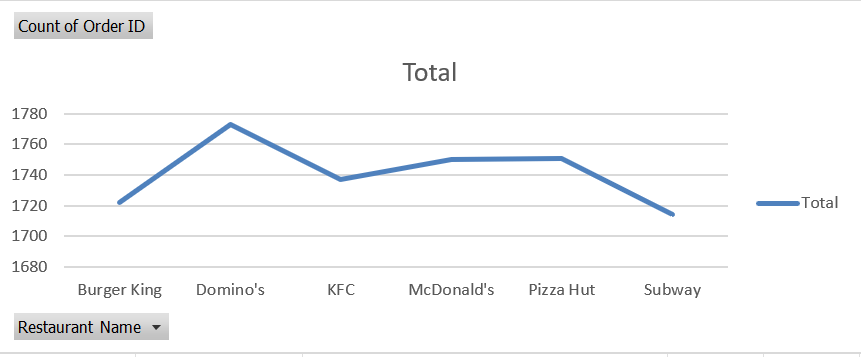 Count of Order ID
Total
1780
1760
1740
1720
1700
1680
Total
Burger King Domino's KFC McDonald's Pizza Hut Subway
Restaurant Name